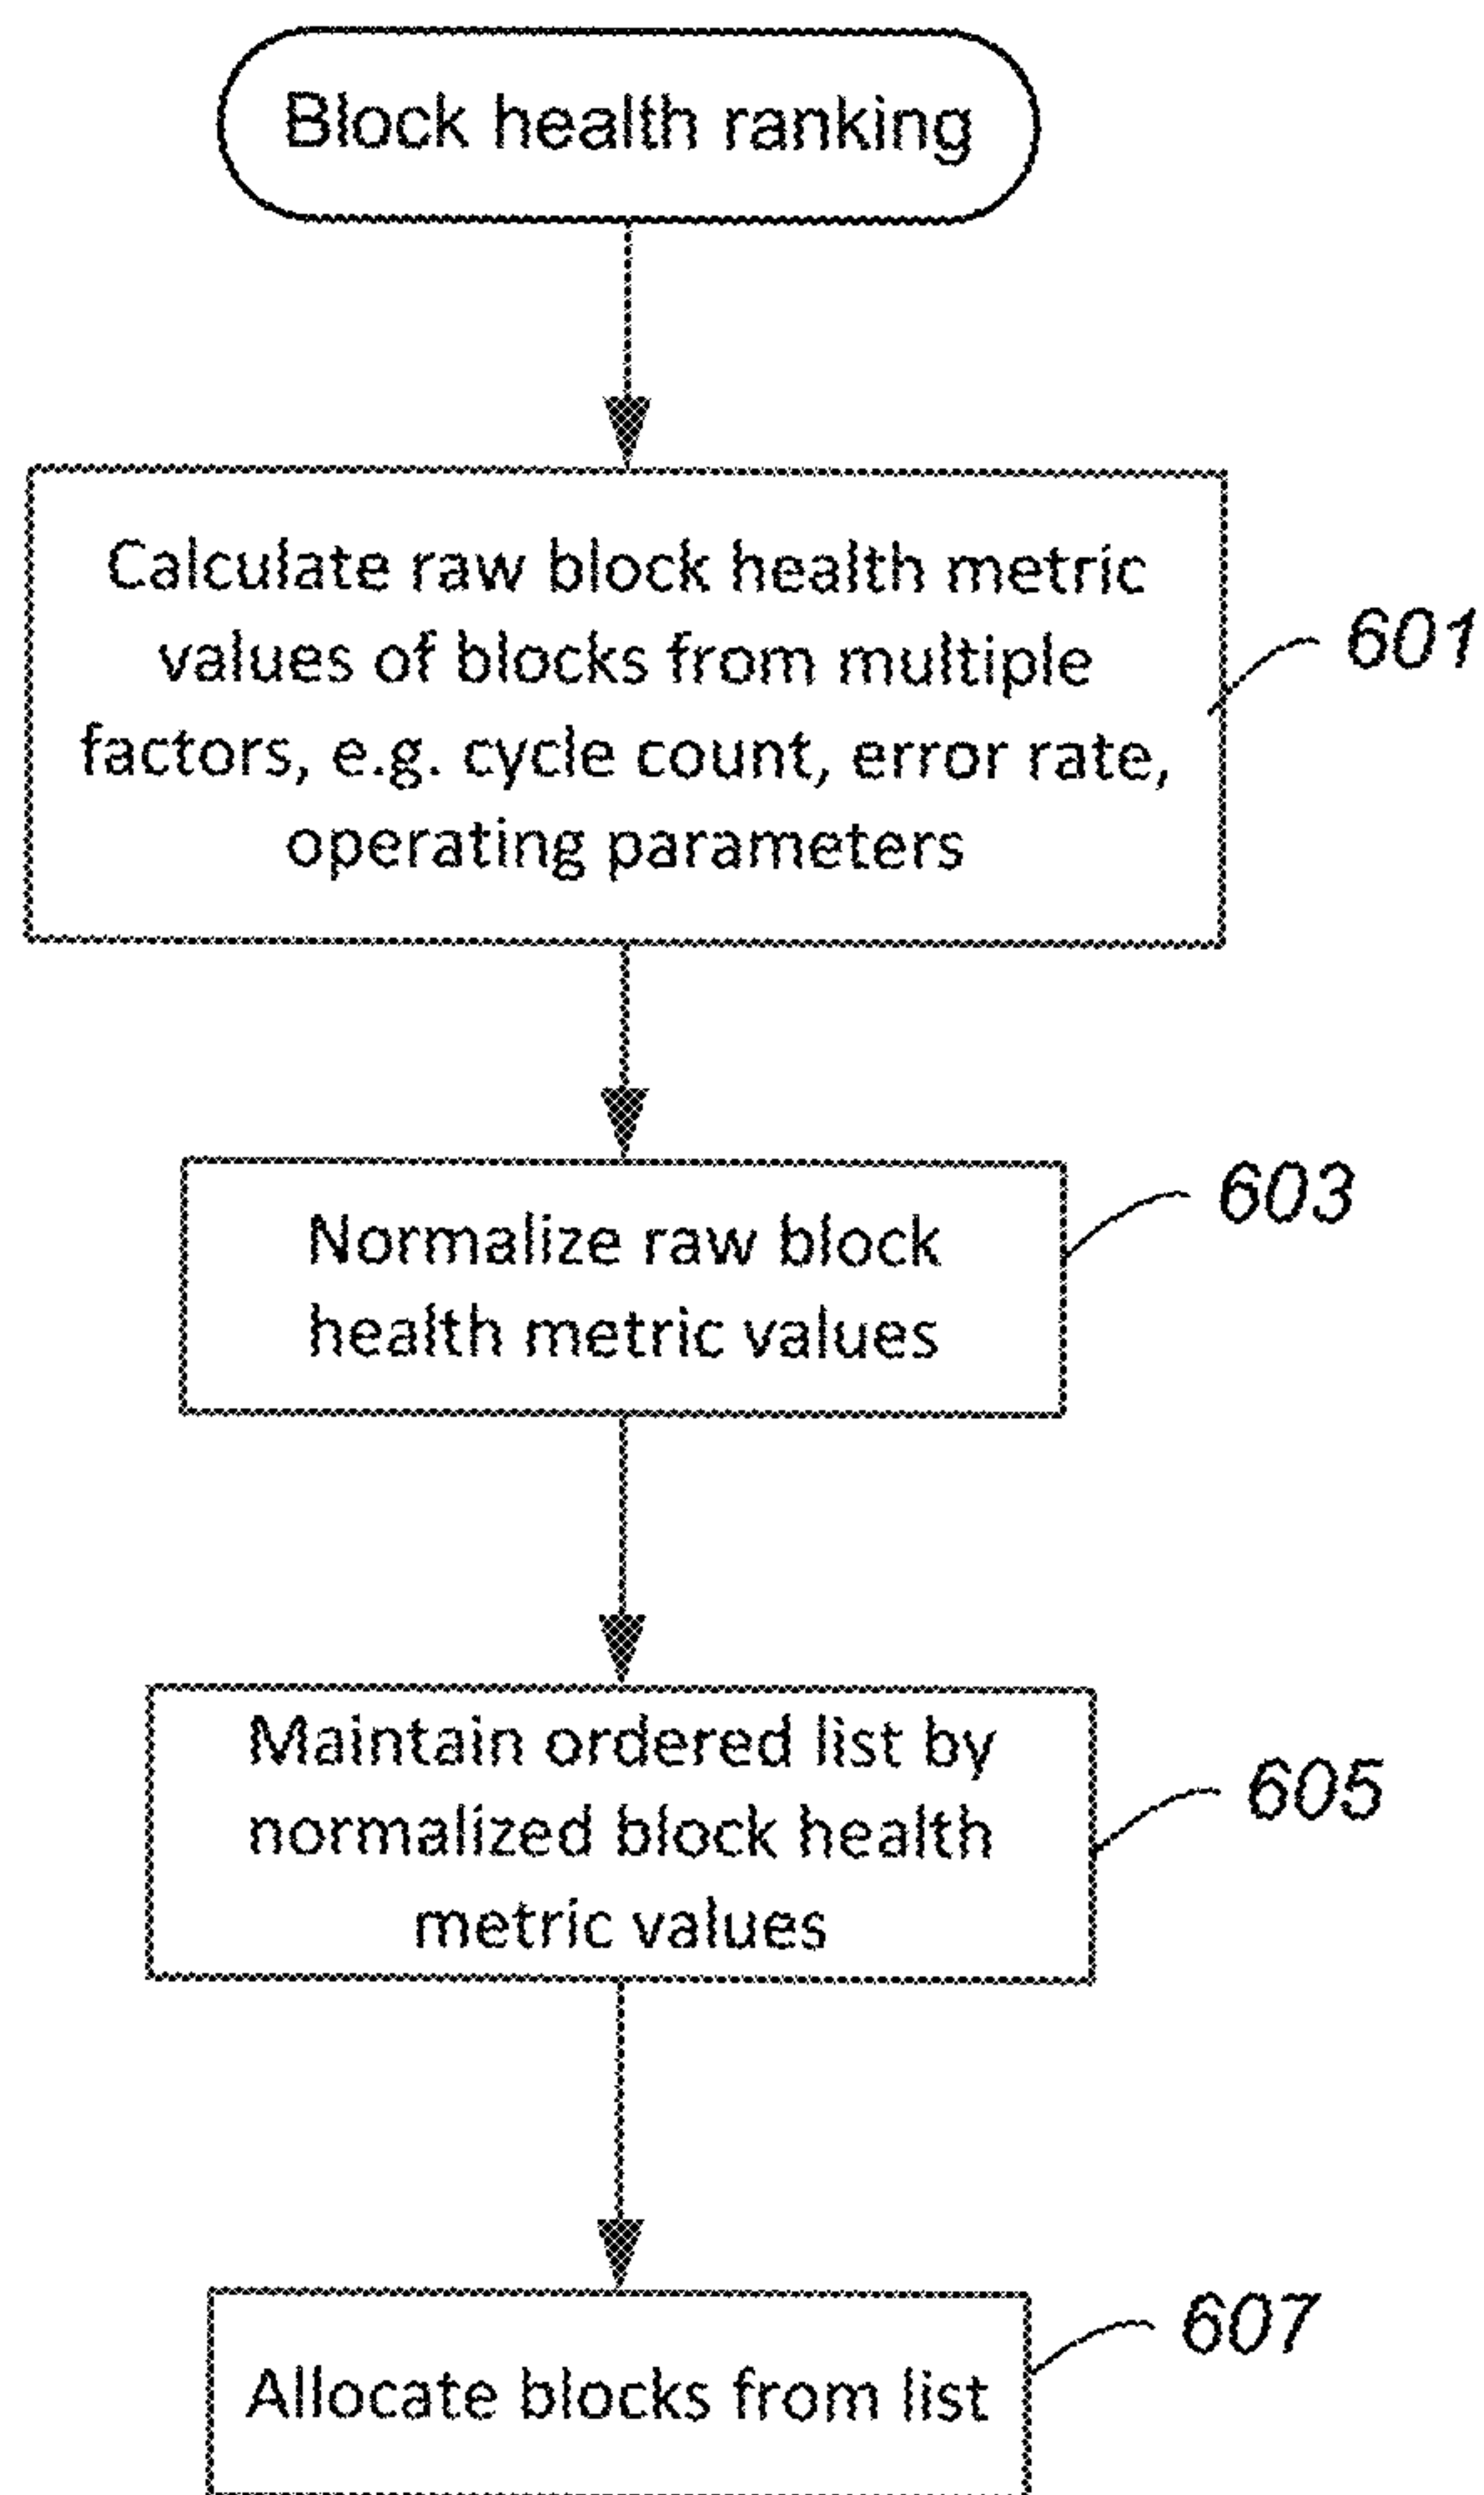 Block health ranking
Calculate raw block health metric
values of blocks from multiple
factors, e.g. cycle count, error rate,
operating parameters
601
Normalize raw block
health metric values
603
Maintain ordered list by
normalized block health
metric values
605
Allocate blocks from list
607